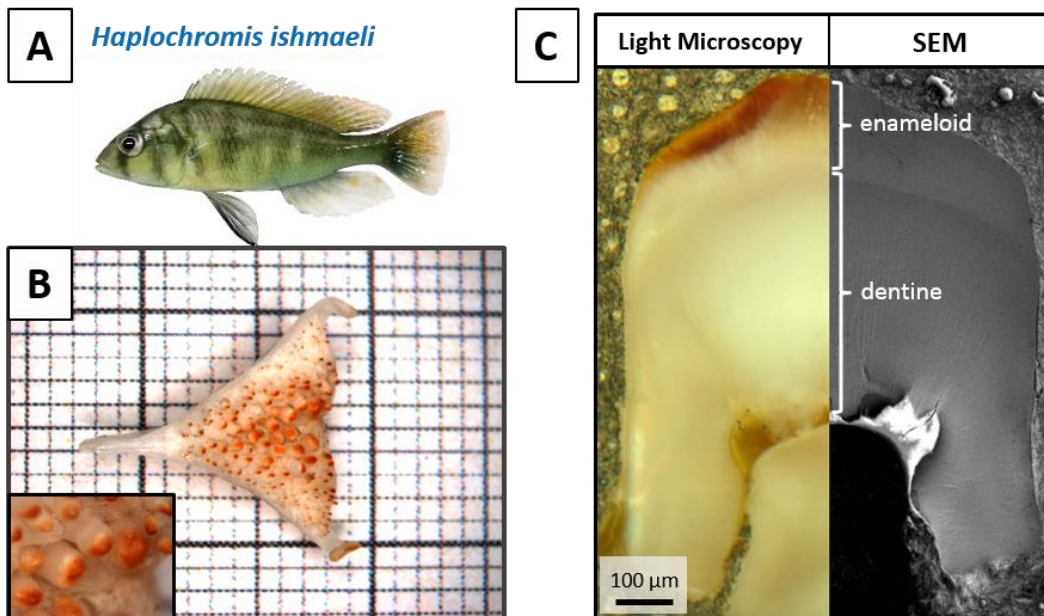 A
Haplochromis ishmaeli
B
C
Light Microscopy
SEM
enameloid
dentine
100 µm